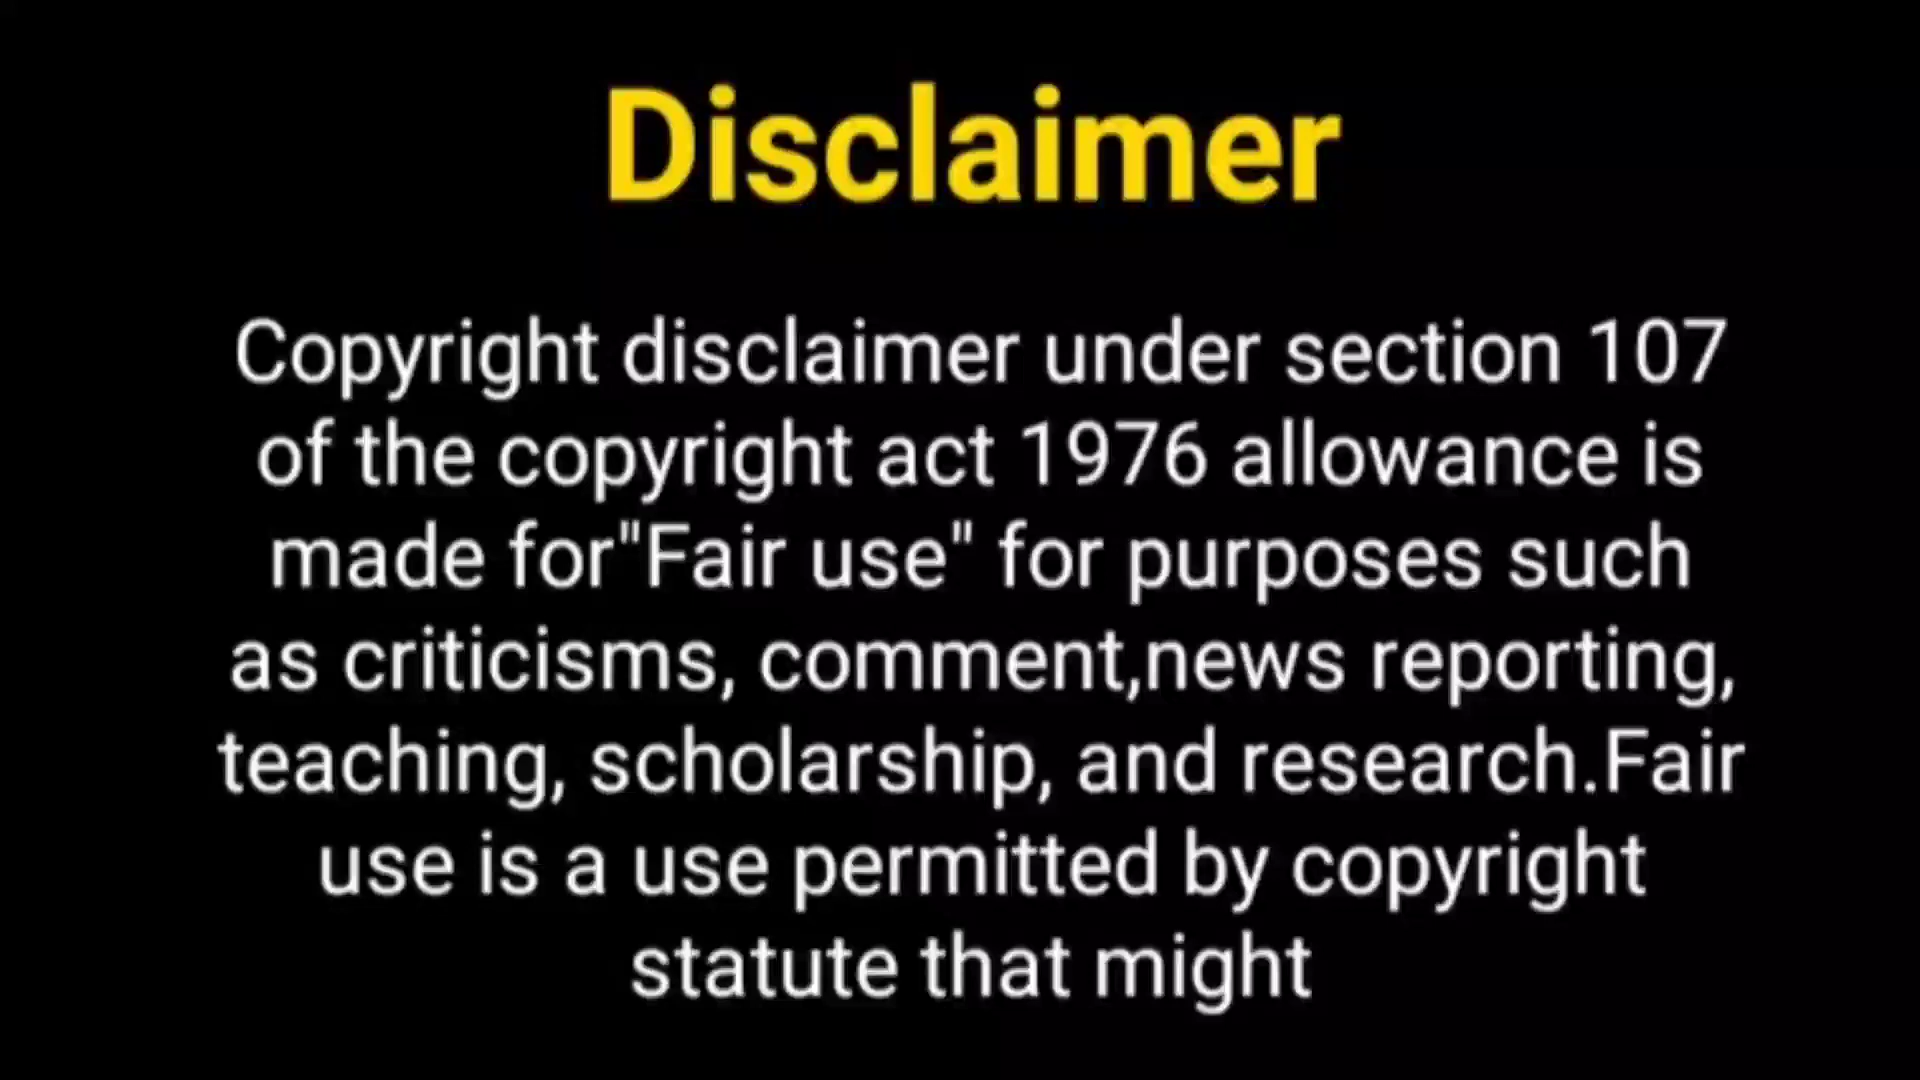 Disclaimer
Copyright disclaimer under section 107
of the copyright act 1976 allowance is
made for"Fair use" for purposes such
as criticisms, comment,news reporting,
teaching, scholarship, and research.Fair
use is a use permitted by copyright
statute that might